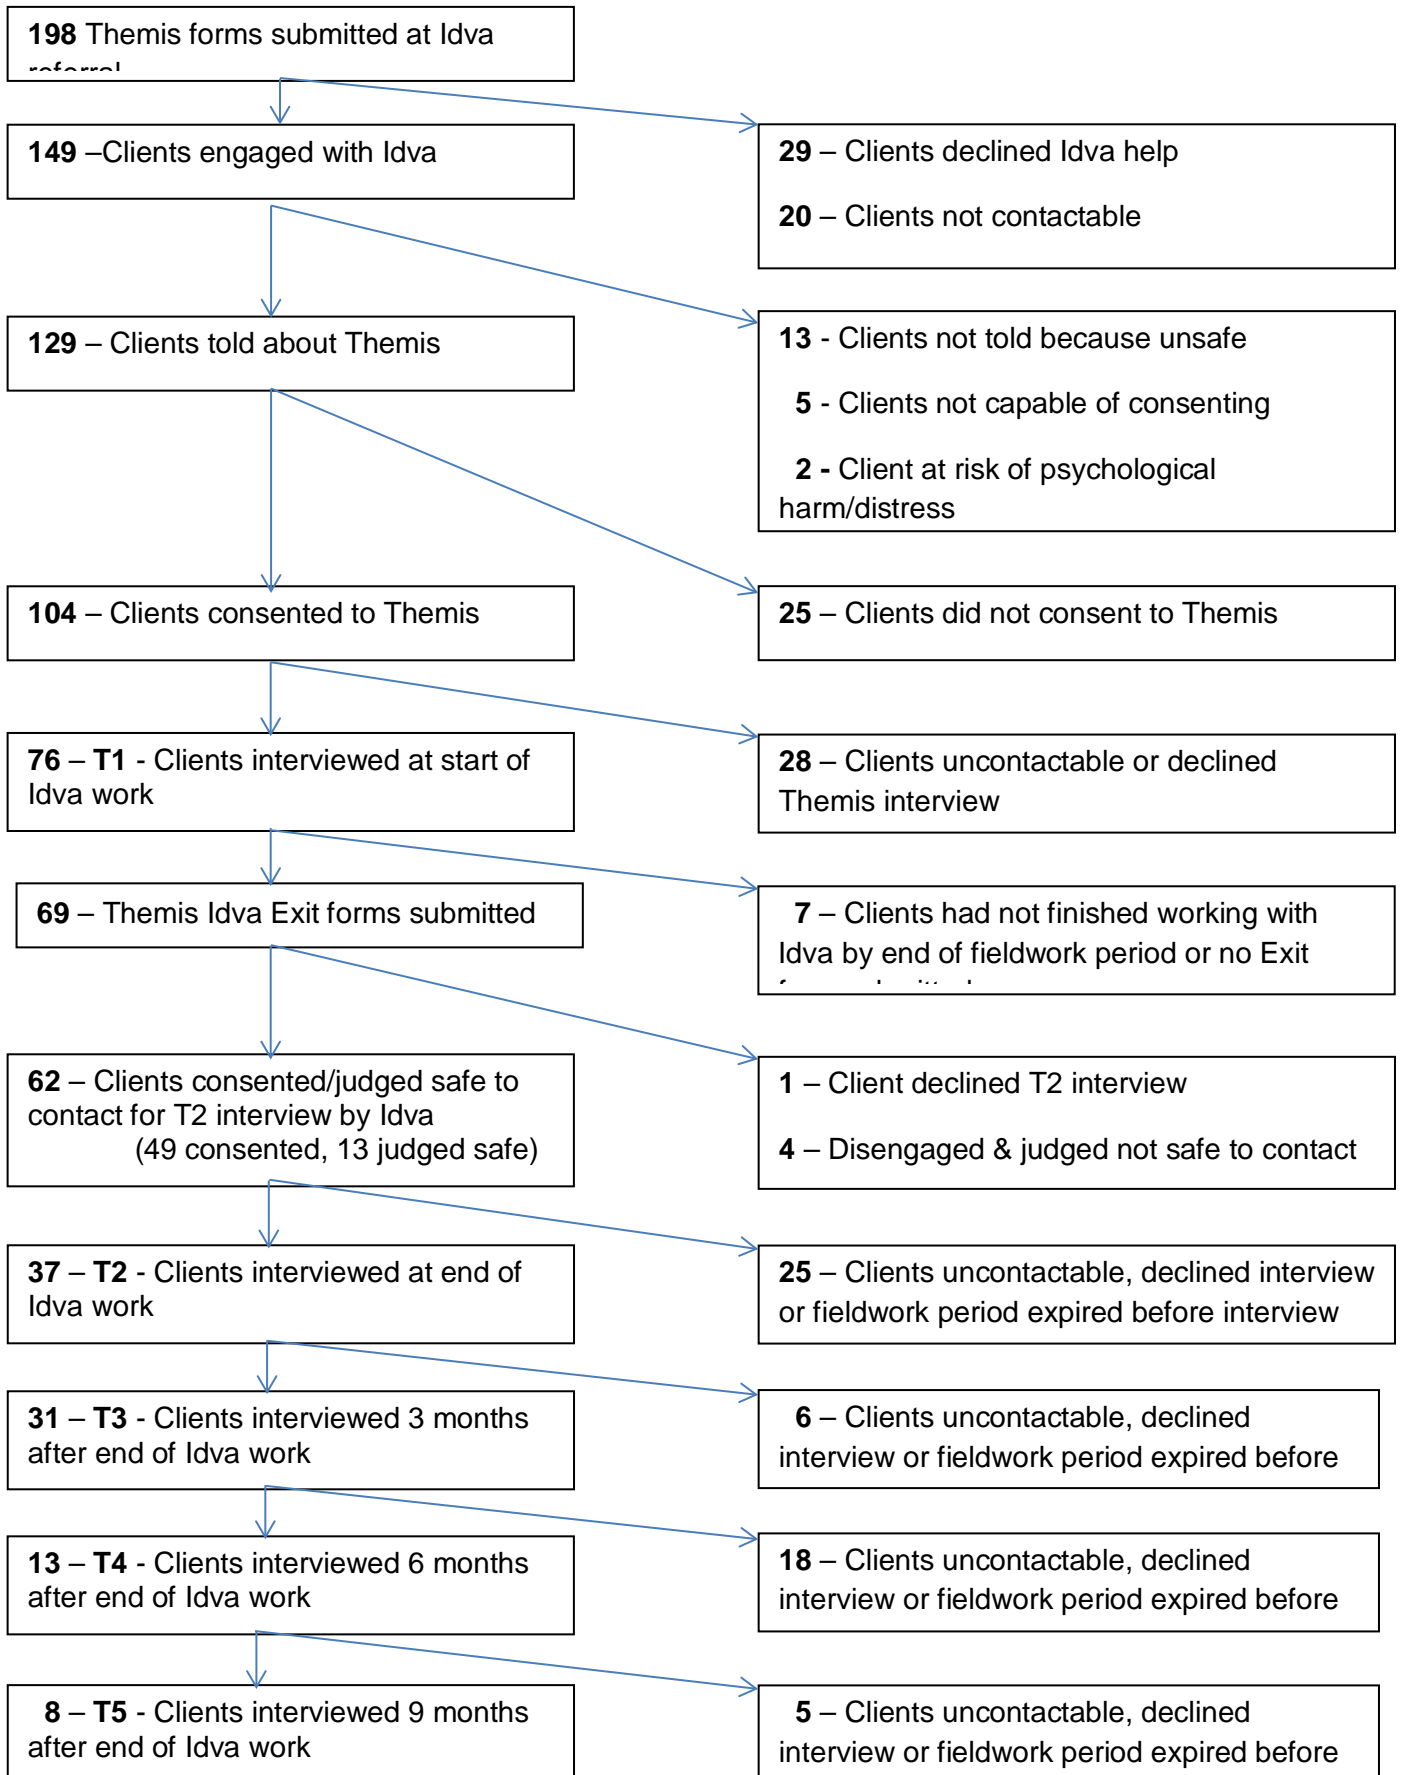 198 Themis forms submitted at Idva
149 –Clients engaged with Idva
29 – Clients declined Idva help
20 – Clients not contactable
129 – Clients told about Themis
13 - Clients not told because unsafe
5 - Clients not capable of consenting
2 - Client at risk of psychological
harm/distress
104 – Clients consented to Themis
25 – Clients did not consent to Themis
76 – T1 - Clients interviewed at start of
Idva work
28 – Clients uncontactable or declined
Themis interview
69 – Themis Idva Exit forms submitted
7 – Clients had not finished working with
Idva by end of fieldwork period or no Exit
62 – Clients consented/judged safe to
contact for T2 interview by Idva
(49 consented, 13 judged safe)
1 – Client declined T2 interview
4 – Disengaged & judged not safe to contact
37 – T2 - Clients interviewed at end of
Idva work
25 – Clients uncontactable, declined interview
or fieldwork period expired before interview
31 – T3 - Clients interviewed 3 months
after end of Idva work
6 – Clients uncontactable, declined
interview or fieldwork period expired before
13 – T4 - Clients interviewed 6 months
after end of Idva work
18 – Clients uncontactable, declined
interview or fieldwork period expired before
8 – T5 - Clients interviewed 9 months
after end of Idva work
5 – Clients uncontactable, declined
interview or fieldwork period expired before